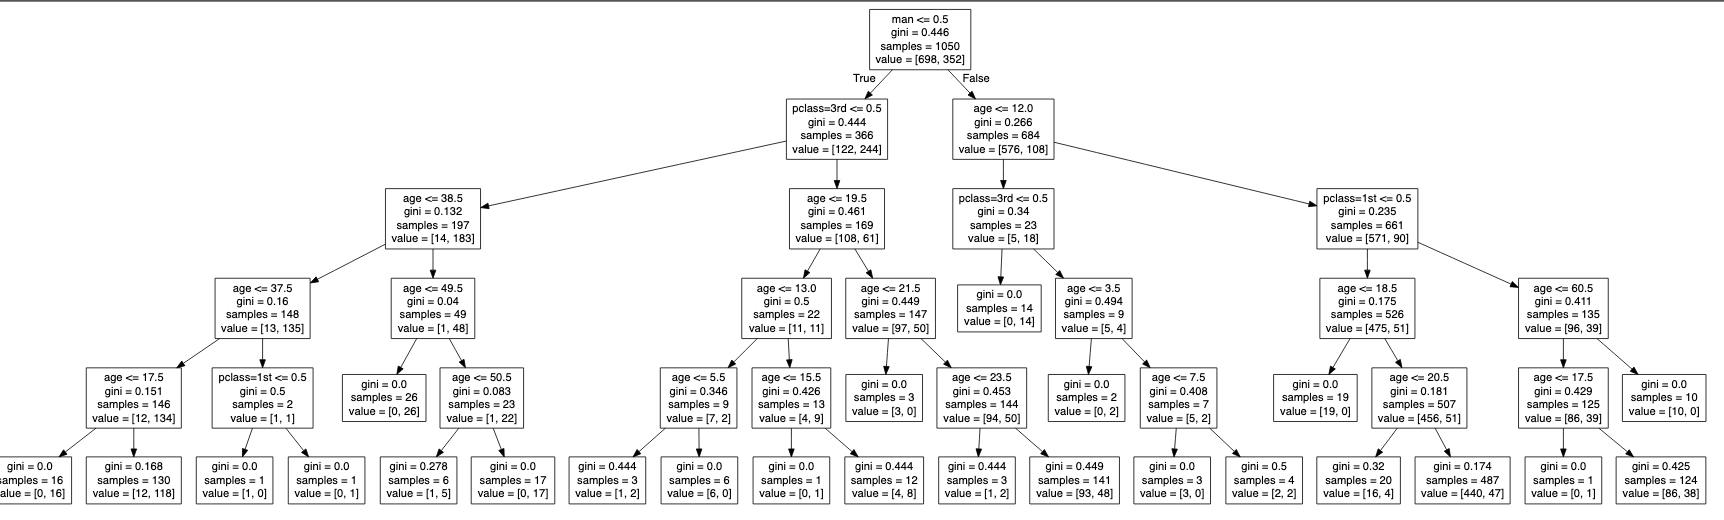 man <= 0.5
gini = 0.446
samples = 1050
value = [698, 352]
True
False
pclass=3rd <= 0.5
gini = 0.444
samples = 366
value = [122, 244]
age <= 12.0
gini = 0.266
samples = 684
value = [576, 108]
age <= 38.5
gini = 0.132
samples = 197
value = [14, 183]
age <= 19.5
gini = 0.461
samples = 169
value = [108, 61]
pclass=3rd <= 0.5
gini = 0.34
samples = 23
value = [5, 18]
pclass=1st <= 0.5
gini = 0.235
samples = 661
value = [571, 90]
age <= 37.5
gini = 0.16
samples = 148
value = [13, 135]
age <= 49.5
gini = 0.04
samples = 49
value = [1, 48]
age <= 13.0
gini = 0.5
samples = 22
value = [11, 11]
age <= 21.5
gini = 0.449
samples = 147
value = [97, 50]
gini = 0.0
samples = 14
value = [0, 14]
age <= 3.5
gini = 0.494
samples = 9
value = [5, 4]
age <= 18.5
gini = 0.175
samples = 526
value = [475, 51]
age <= 60.5
gini = 0.411
samples = 135
value = [96, 39]
age <= 17.5
gini = 0.151
samples = 146
value = [12, 134]
pclass=1st <= 0.5
gini = 0.5
samples = 2
value = [1, 1]
gini = 0.0
samples = 26
value = [0, 26]
age <= 50.5
gini = 0.083
samples = 23
value = [1, 22]
age <= 5.5
gini = 0.346
samples = 9
value = [7, 2]
age <= 15.5
gini = 0.426
samples = 13
value = [4, 9]
gini = 0.0
samples = 3
value = [3, 0]
age <= 23.5
gini = 0.453
samples = 144
value = [94, 50]
gini = 0.0
samples = 2
value = [0, 2]
age <= 7.5
gini = 0.408
samples = 7
value = [5, 2]
gini = 0.0
samples = 19
value = [19, 0]
age <= 20.5
gini = 0.181
samples = 507
value = [456, 51]
age <= 17.5
gini = 0.429
samples = 125
value = [86, 39]
gini = 0.0
samples = 10
value = [10, 0]
gini = 0.0
samples = 16
alue = [0, 16]
gini = 0.168
samples = 130
value = [12, 118]
gini = 0.0
samples = 1
value = [1, 0]
gini = 0.0
samples = 1
value = [0, 1]
gini = 0.278
samples = 6
value = [1, 5]
gini = 0.0
samples = 17
value = [0, 17]
gini = 0.444
samples = 3
value = [1, 2]
gini = 0.0
samples = 6
value = [6, 0]
gini = 0.0
samples = 1
value = [0, 1]
gini = 0.444
samples = 12
value = [4, 8]
gini = 0.444
samples = 3
value = [1, 2]
gini = 0.449
samples = 141
value = [93, 48]
gini = 0.0
samples = 3
value = [3, 0]
gini = 0.5
samples = 4
value = [2, 2]
gini = 0.32
samples = 20
value = [16, 4]
gini = 0.174
samples = 487
value = [440, 47]
gini = 0.0
samples = 1
value = [0, 1]
gini = 0.425
samples = 124
value = [86, 38]